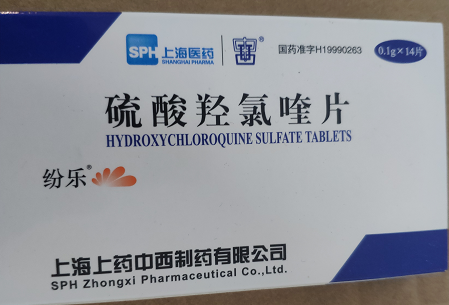 SPH 上海医药
SHANGHAI PHARMA
®
国药准字H19990263
0.1g×14片
硫酸羟氯喹片
HYDROXYCHLOROQUINE SULFATE TABLETS
纷乐®
上海上药中西制药有限公司
SPH Zhongxi Pharmaceutical Co.,Ltd.